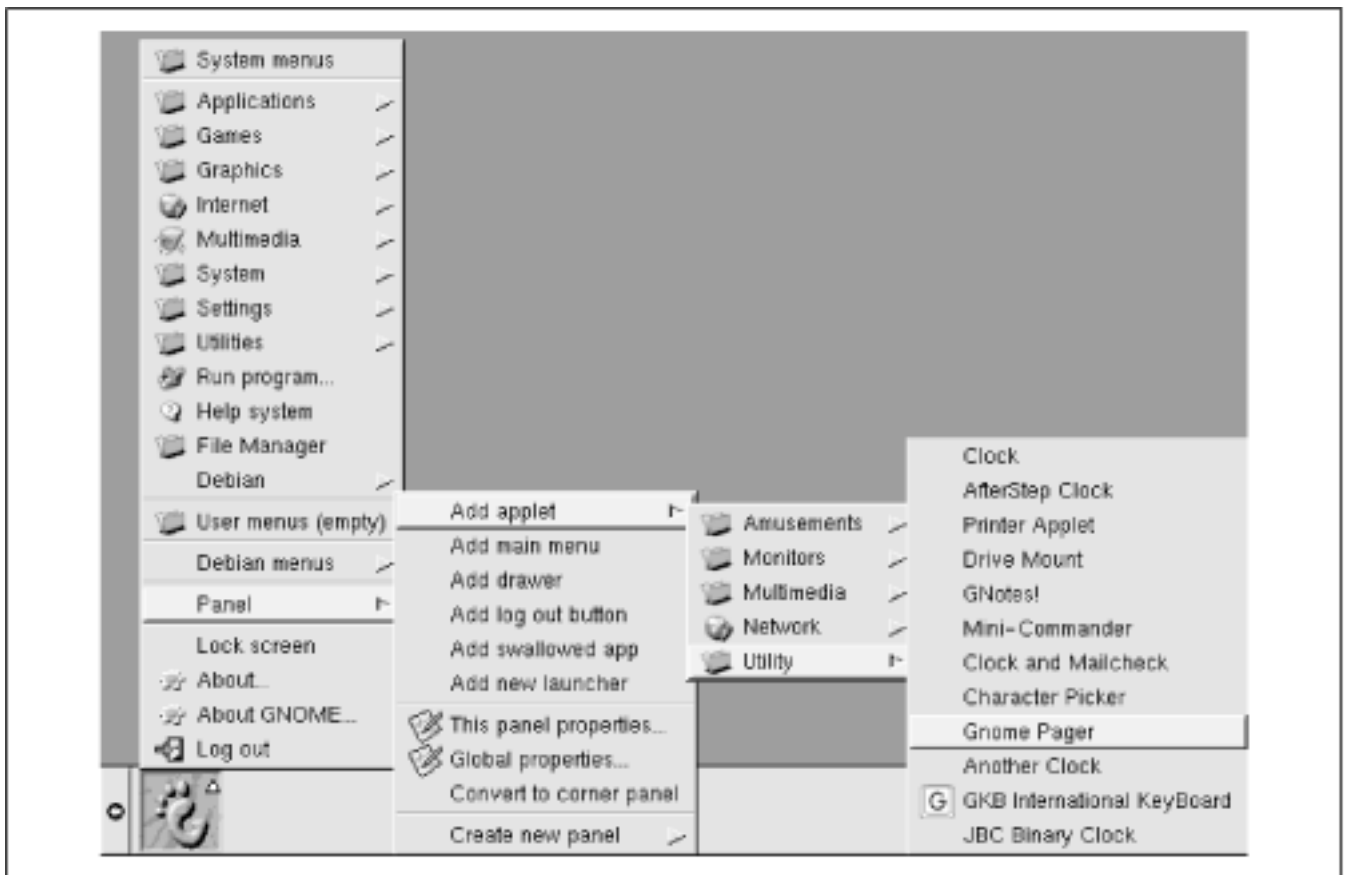 System menus
Applications
Games
Graphics
Internet
Multimedia
System
Settings
Utilities
Run program...
Help system
File Manager
Debian
User menus (empty)
Debian menus
Panel
Lock screen
About...
About GNOME...
Log out
Add applet
Add main menu
Add drawer
Add log out button
Add swallowed app
Add new launcher
This panel properties...
Global properties...
Convert to corner panel
Create new panel
Amusements
Monitors
Multimedia
Network
Utility
Clock
AfterStep Clock
Printer Applet
Drive Mount
GNotes!
Mini-Commander
Clock and Mailcheck
Character Picker
Gnome Pager
Another Clock
G GKB International KeyBoard
JBC Binary Clock